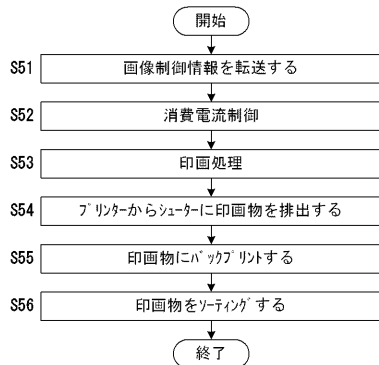 開始
S51 画像制御情報を転送する
S52 消費電流制御
S53 印画処理
S54 ﾌﾟﾘﾝﾀｰからｼｭｰﾀｰに印画物を排出する
S55 印画物にﾊﾞｯｸﾌﾟﾘﾝﾄする
S56 印画物をｿｰﾃｨﾝｸﾞする
終了